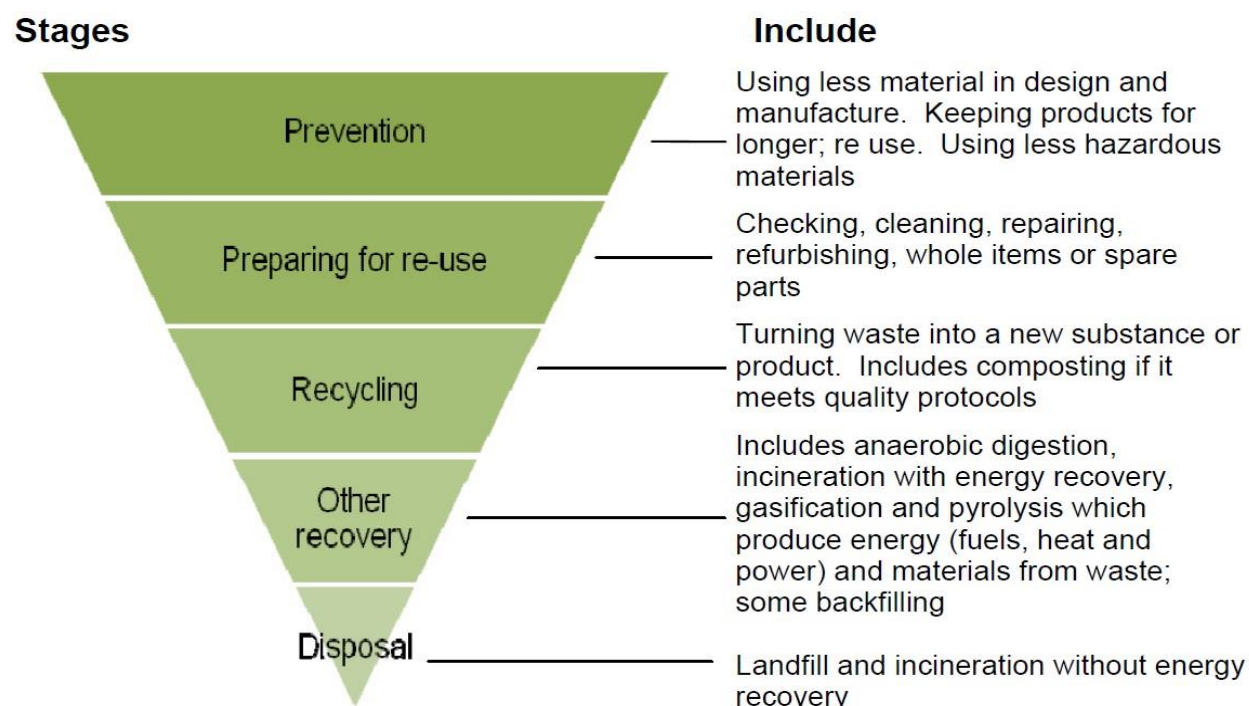 Stages
Include
Prevention
Using less material in design and
manufacture.  Keeping products for
longer; re use.  Using less hazardous
materials
Preparing for re-use
Checking, cleaning, repairing,
refurbishing, whole items or spare
parts
Recycling
Turning waste into a new substance or
product.  Includes composting if it
meets quality protocols
Other
recovery
Includes anaerobic digestion,
incineration with energy recovery,
gasification and pyrolysis which
produce energy (fuels, heat and
power) and materials from waste;
some backfilling
Disposal
Landfill and incineration without energy
recovery